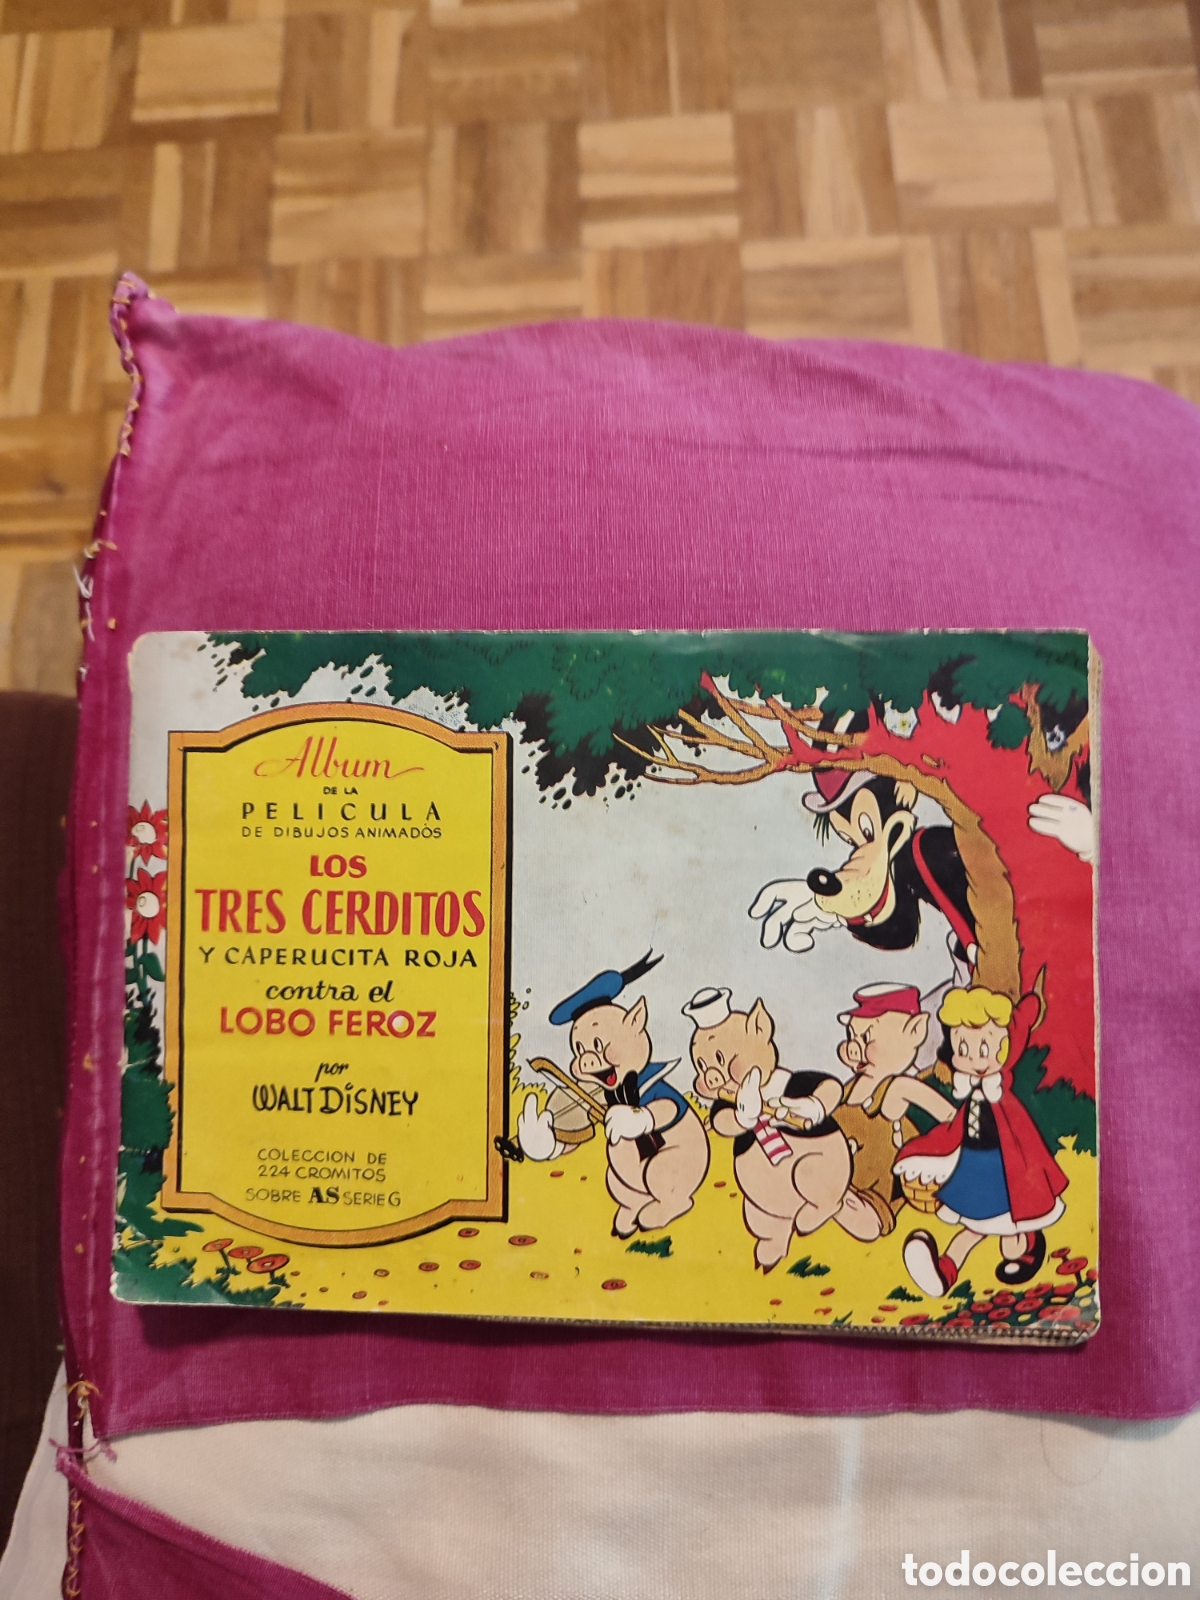 Album
DE LA
PELICULA
DE DIBUJOS ANIMADOS
LOS
TRES CERDITOS
Y CAPERUCITA ROJA
contra el
LOBO FEROZ
por
WALT DISNEY
COLECCION DE
224 CROMITOS
SOBRE AS SERIE G
todocoleccion